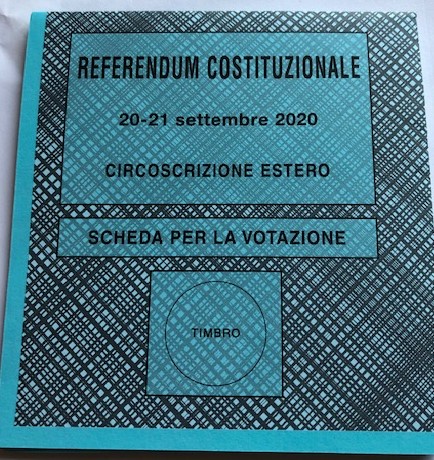 REFERENDUM COSTITUZIONALE
20-21 settembre 2020
CIRCOSCRIZIONE ESTERO
SCHEDA PER LA VOTAZIONE
TIMBRO